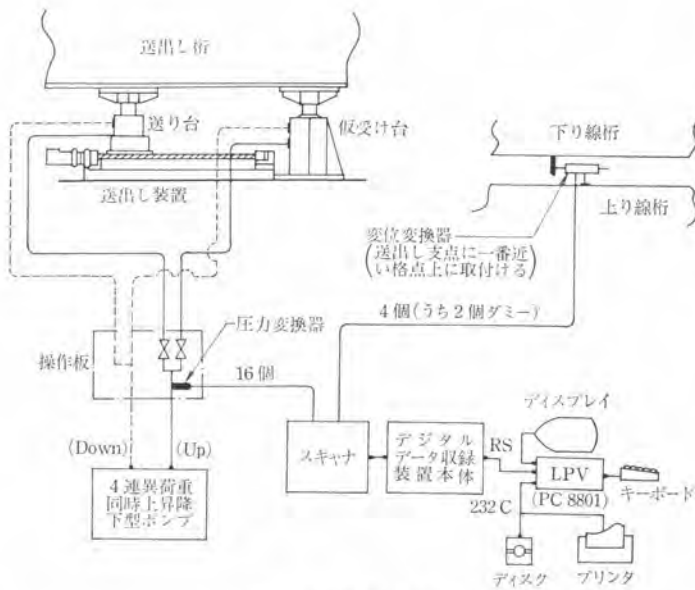 送出し桁
送り台
仮受け台
送出し装置
下り線桁
上り線桁
変位変換器
(送出し支点に一番近
い格点上に取付ける)
4個(うち2個ダミー)
圧力変換器
操作板
16個
(Down)
(Up)
4連異荷重
同時上昇降
下型ポンプ
スキャナ
デジタル
データ収録
装置本体
RS
232C
ディスプレイ
LPV
(PC 8801)
キーボード
ディスク
プリンタ